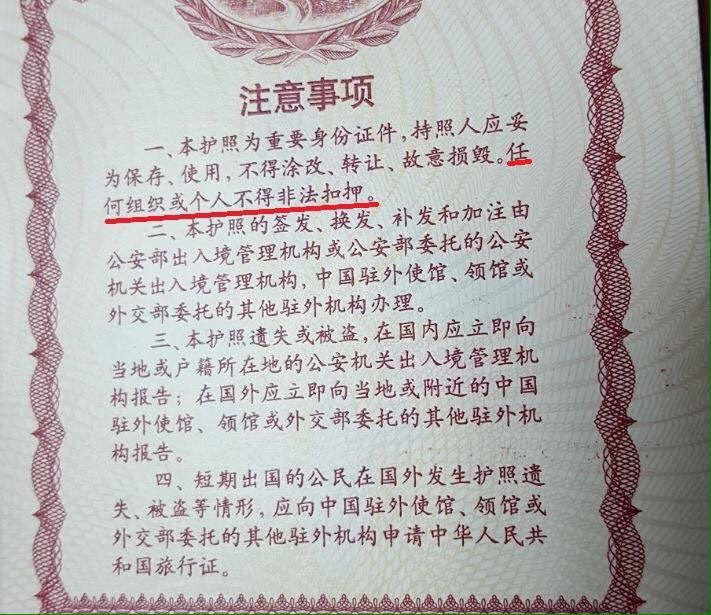 注意事项
一、本护照为重要身份证件，持照人应妥
为保存、使用，不得涂改、转让、故意损毁。任
何组织或个人不得非法扣押。
二、本护照的签发、换发、补发和加注由
公安部出入境管理机构或公安部委托的公安
机关出入境管理机构，中国驻外使馆、领馆或
外交部委托的其他驻外机构办理。
三、本护照遗失或被盗，在国内应立即向
当地或户籍所在地的公安机关出入境管理机
构报告；在国外应立即向当地或附近的中国
驻外使馆、领馆或外交部委托的其他驻外机
构报告。
四、短期出国的公民在国外发生护照遗
失、被盗等情形，应向中国驻外使馆、领馆或
外交部委托的其他驻外机构申请中华人民共
和国旅行证。